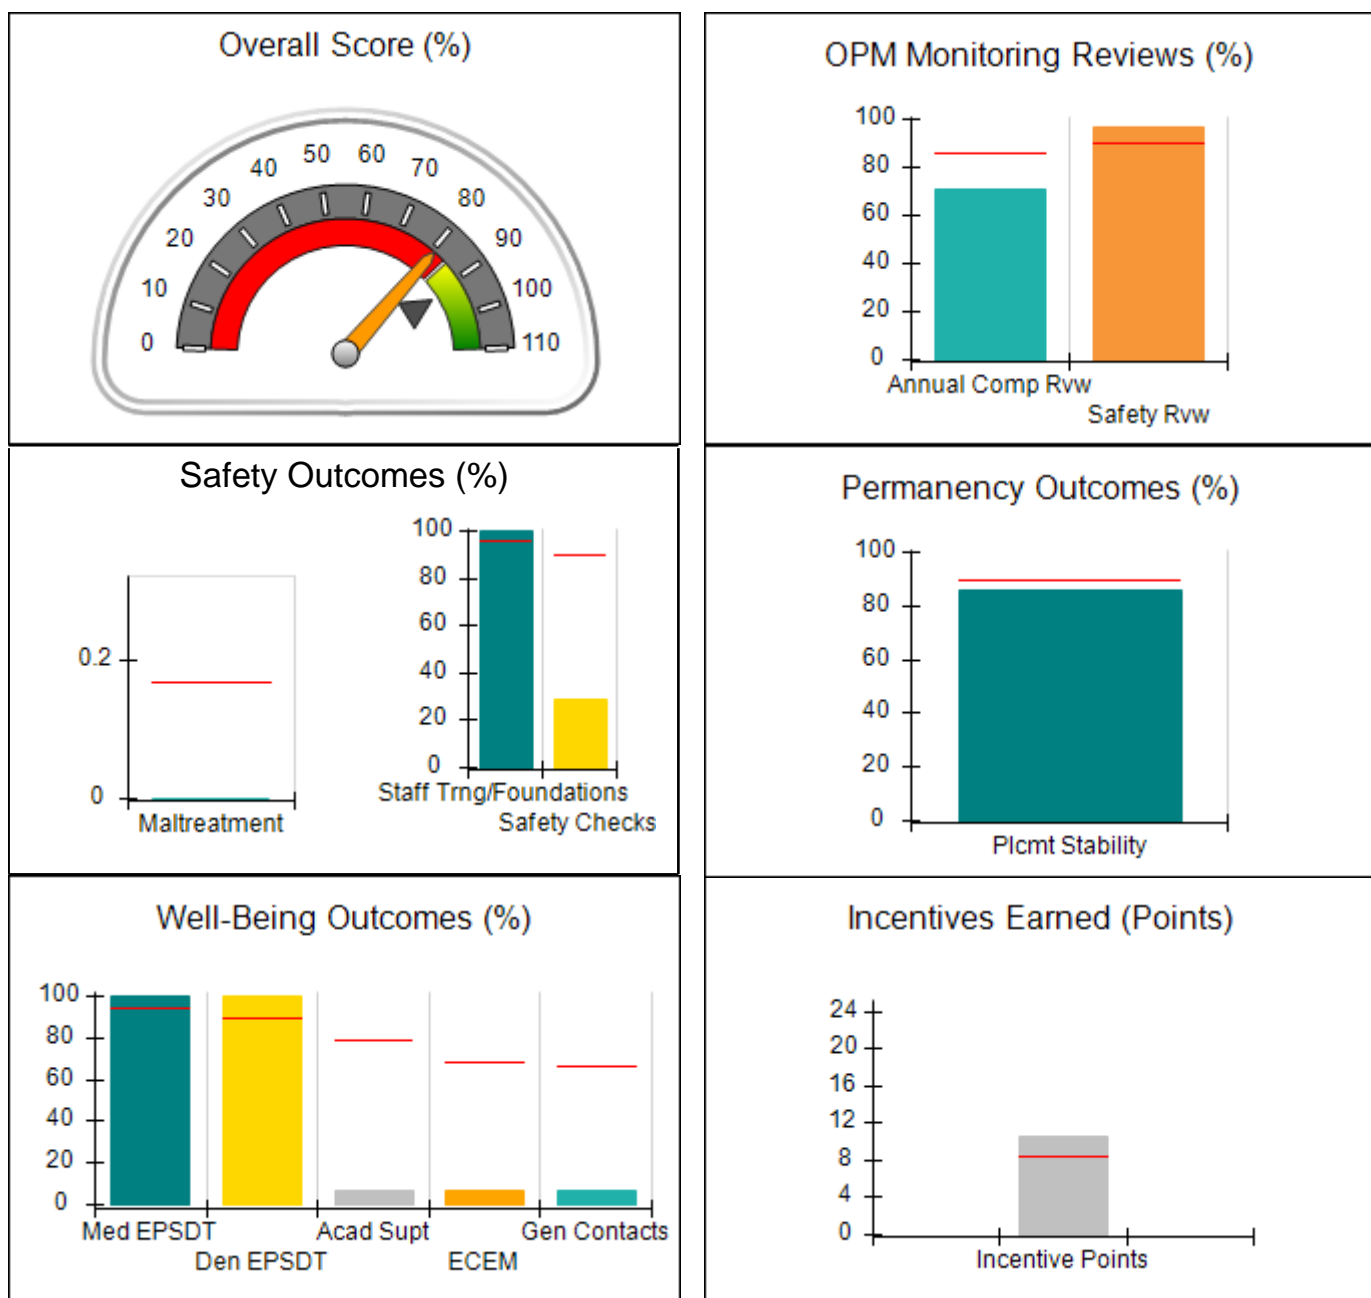 Overall Score (%)
0
10
20
30
40
50
60
70
80
90
100
110
OPM Monitoring Reviews (%)
100
80
60
40
20
0
Annual Comp Rvw
Safety Rvw
Safety Outcomes (%)
0.2
0
Maltreatment
100
80
60
40
20
0
Staff Trng/Foundations
Safety Checks
Permanency Outcomes (%)
100
80
60
40
20
0
Plcmt Stability
Well-Being Outcomes (%)
100
80
60
40
20
0
Med EPSDT
Den EPSDT
Acad Supt
ECEM
Gen Contacts
Incentives Earned (Points)
24
20
16
12
8
4
0
Incentive Points